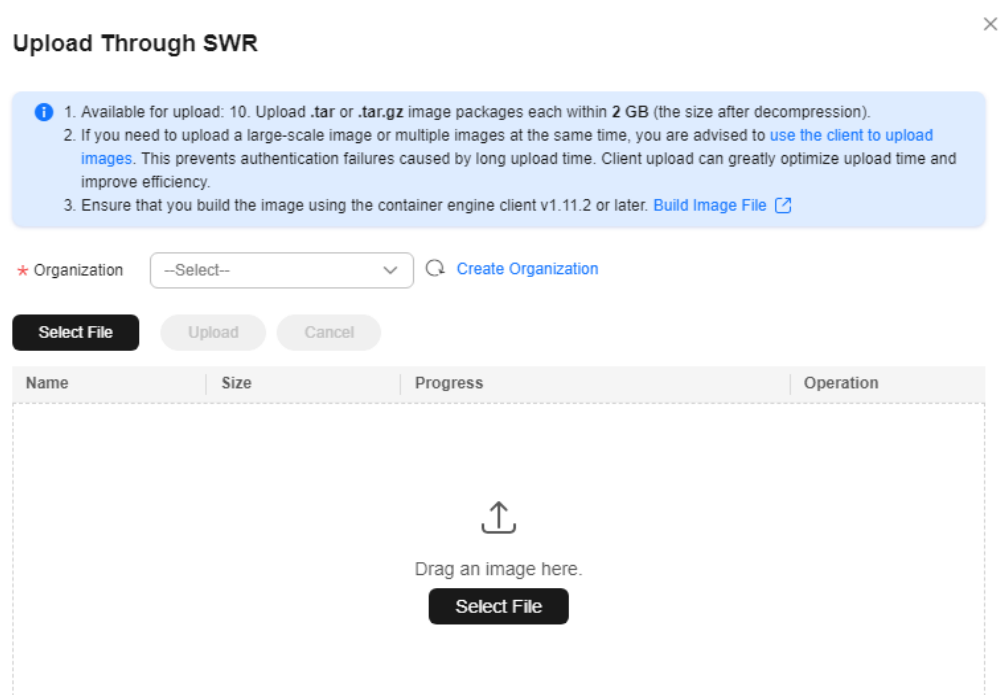 Upload Through SWR
1. Available for upload: 10. Upload .tar or .tar.gz image packages each within 2 GB (the size after decompression).
2. If you need to upload a large-scale image or multiple images at the same time, you are advised to use the client to upload
images. This prevents authentication failures caused by long upload time. Client upload can greatly optimize upload time and
improve efficiency.
3. Ensure that you build the image using the container engine client v1.11.2 or later. Build Image File
* Organization --Select-- Create Organization
Select File Upload Cancel
Name Size Progress Operation
Drag an image here.
Select File